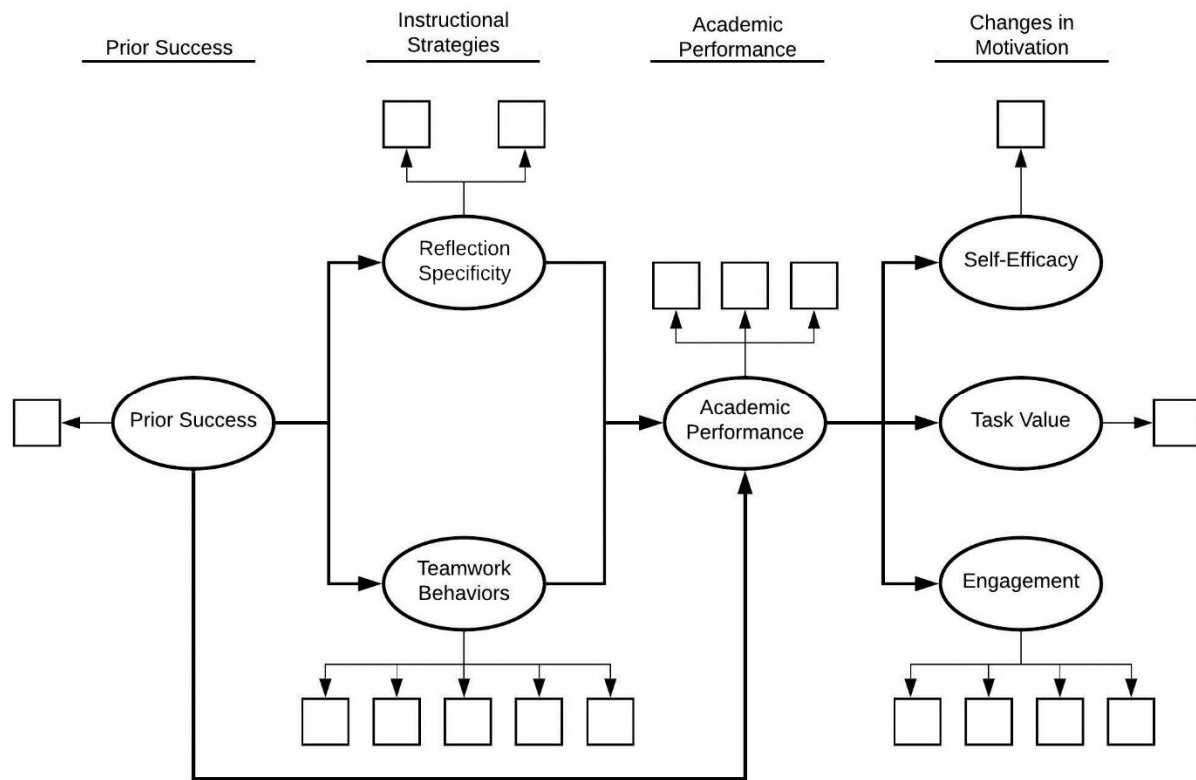 Prior Success
Instructional
Strategies
Academic
Performance
Changes in
Motivation
Reflection
Specificity
Self-Efficacy
Prior Success
Academic
Performance
Task Value
Teamwork
Behaviors
Engagement